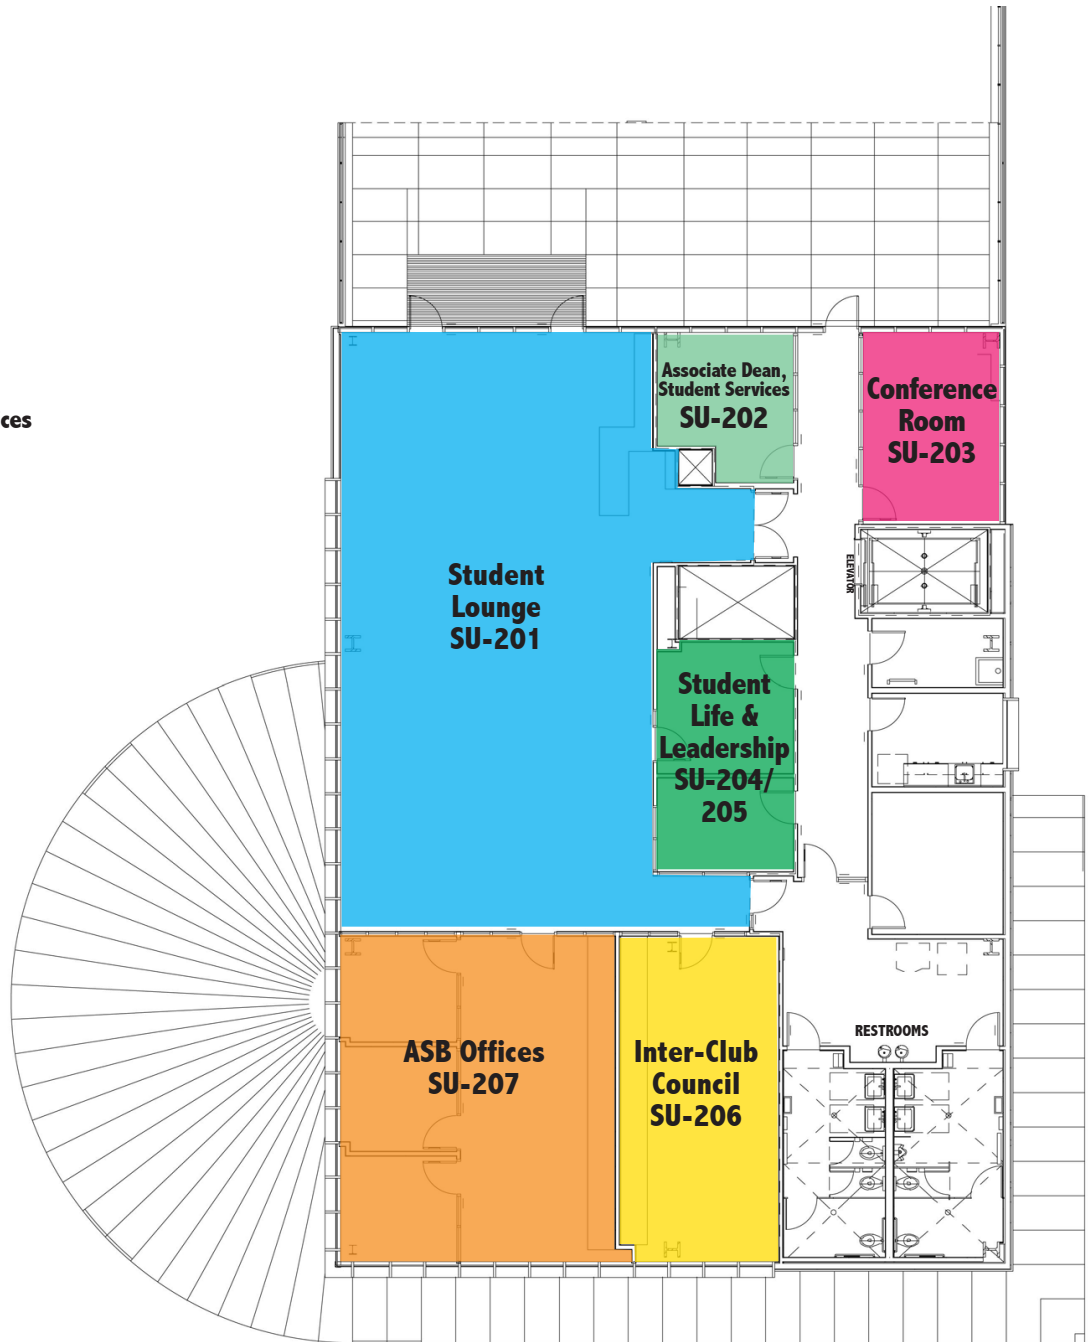 Associate Dean,
Student Services
SU-202
Conference
Room
SU-203
ces
ELEVATOR
Student
Lounge
SU-201
Student
Life &
Leadership
SU-204/
205
RESTROOMS
ASB Offices
SU-207
Inter-Club
Council
SU-206